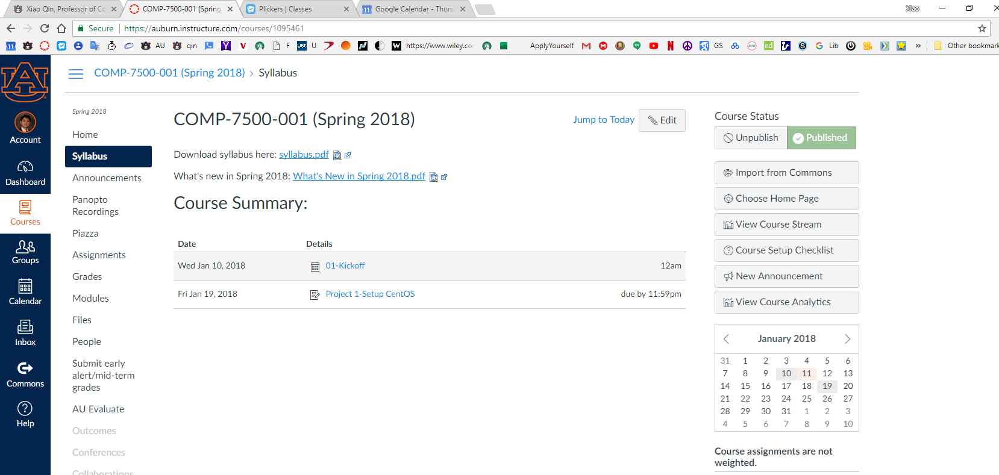 Xiao Qin, Professor of Co
COMP-7500-001 (Spring
Plickers | Classes
11 Google Calendar - Thurs
Xiao
Secure
https://auburn.instructure.com/courses/1095461
11 AU qin Y V F UBT U W https://www.wiley.co ApplyYourself M M N GS MW ed S G Lib » Other bookmark
COMP-7500-001 (Spring 2018) › Syllabus
Account
Dashboard
Courses
Groups
Calendar
Inbox
Commons
Help
Spring 2018
Home
Syllabus
Announcements
Panopto
Recordings
Piazza
Assignments
Grades
Modules
Files
People
Submit early
alert/mid-term
grades
AU Evaluate
Outcomes
Conferences
Collaborations
COMP-7500-001 (Spring 2018)
Jump to Today
Edit
Download syllabus here: syllabus.pdf
What's new in Spring 2018: What's New in Spring 2018.pdf
Course Summary:
Date Details
Wed Jan 10, 2018 01-Kickoff 12am
Fri Jan 19, 2018 Project 1-Setup CentOS due by 11:59pm
Course Status
Unpublish Published
Import from Commons
Choose Home Page
View Course Stream
Course Setup Checklist
New Announcement
View Course Analytics
January 2018
31 1 2 3 4 5 6
7 8 9 10 11 12 13
14 15 16 17 18 19 20
21 22 23 24 25 26 27
28 29 30 31 1 2 3
4 5 6 7 8 9 10
Course assignments are not
weighted.